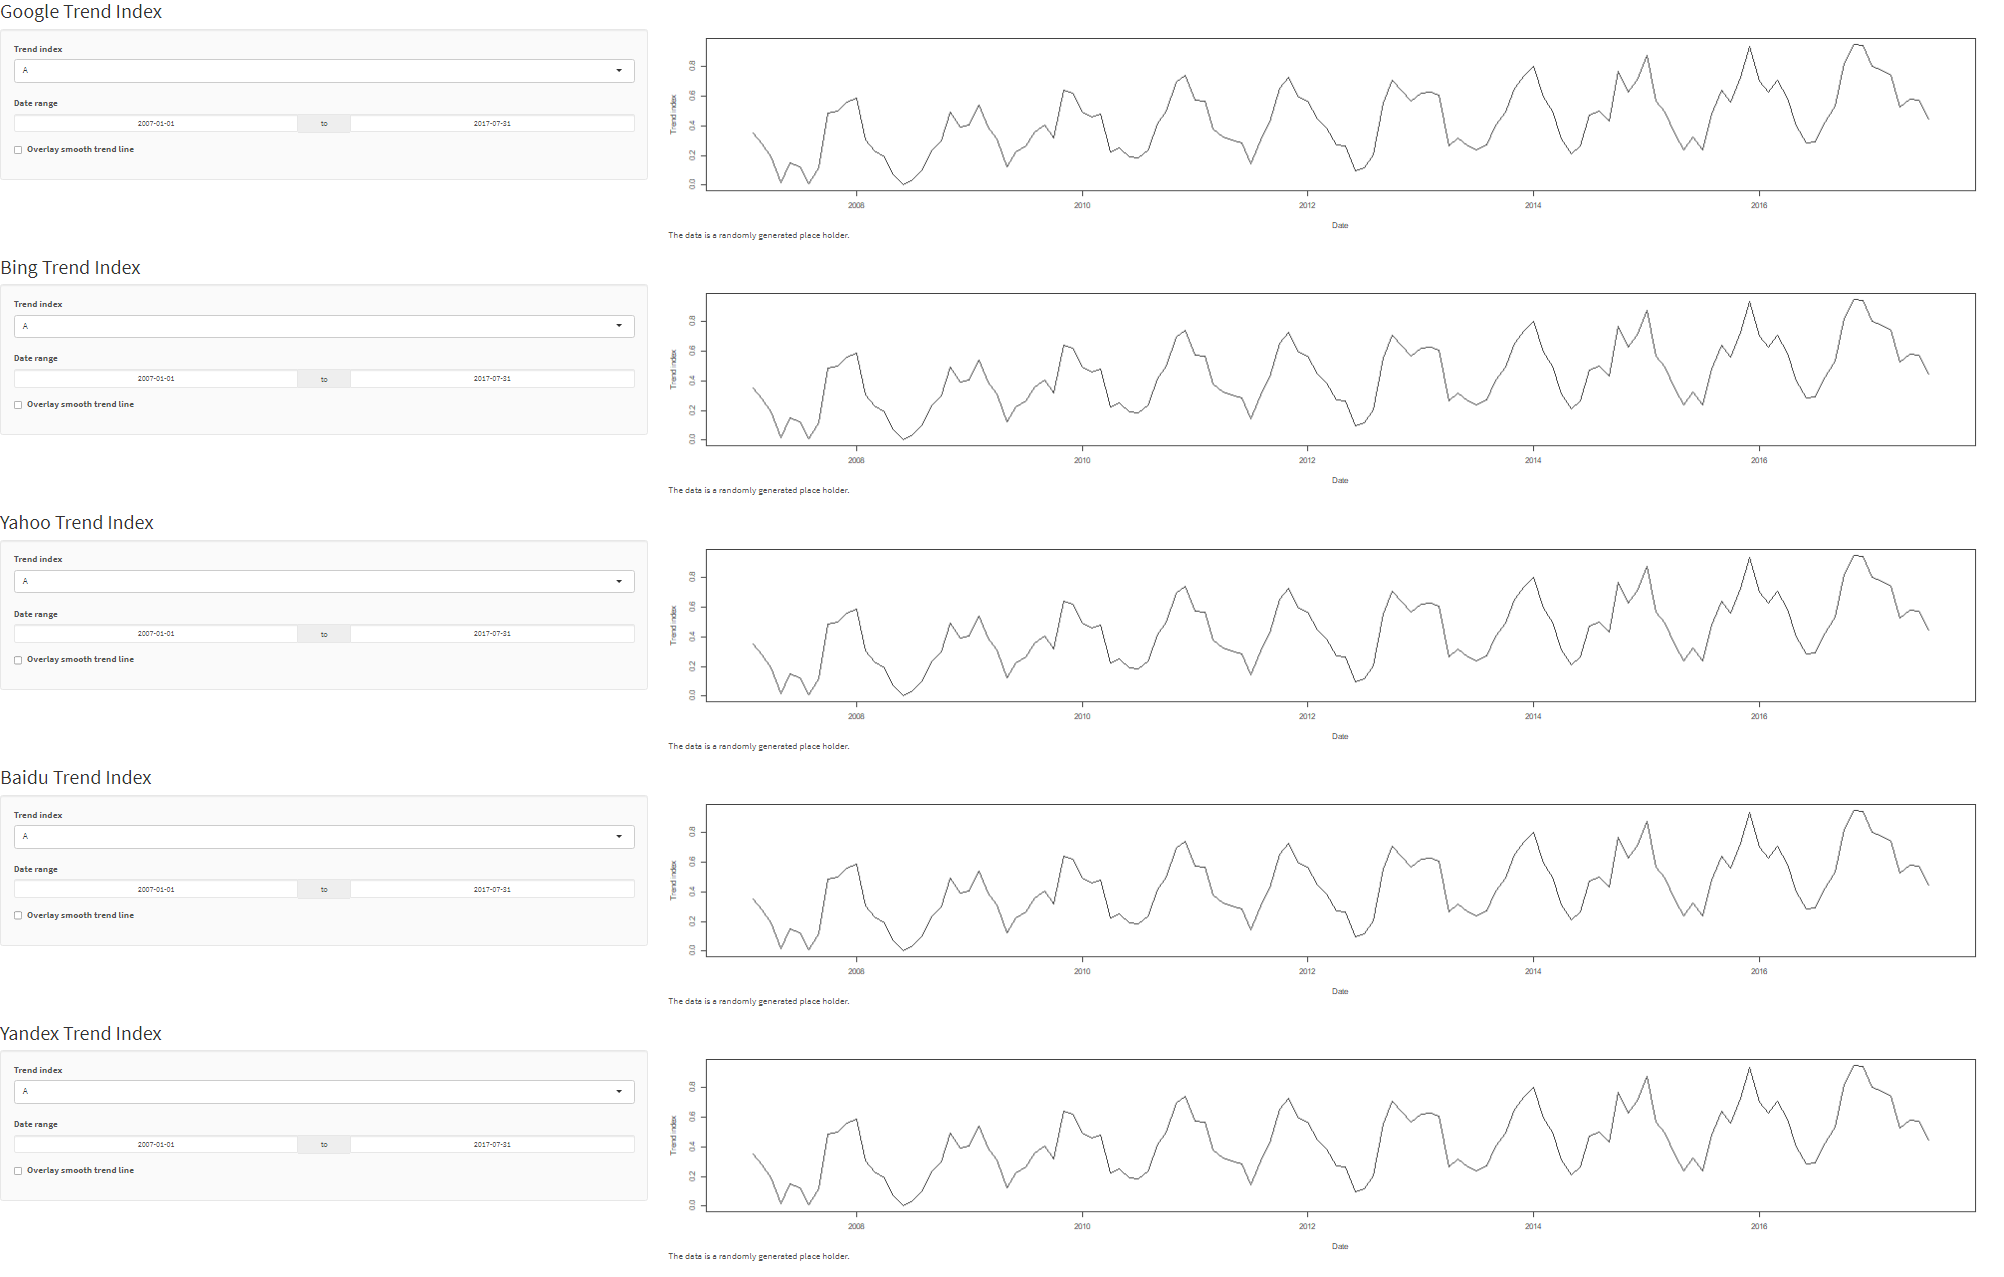 Google Trend Index
Trend index
A
Date range
2007-01-01 to 2017-07-31
Overlay smooth trend line
Trend index
0.0 0.2 0.4 0.6 0.8
2008 2010 2012 2014 2016
Date
The data is a randomly generated place holder.
Bing Trend Index
Trend index
A
Date range
2007-01-01 to 2017-07-31
Overlay smooth trend line
Trend index
0.0 0.2 0.4 0.6 0.8
2008 2010 2012 2014 2016
Date
The data is a randomly generated place holder.
Yahoo Trend Index
Trend index
A
Date range
2007-01-01 to 2017-07-31
Overlay smooth trend line
Trend index
0.0 0.2 0.4 0.6 0.8
2008 2010 2012 2014 2016
Date
The data is a randomly generated place holder.
Baidu Trend Index
Trend index
A
Date range
2007-01-01 to 2017-07-31
Overlay smooth trend line
Trend index
0.0 0.2 0.4 0.6 0.8
2008 2010 2012 2014 2016
Date
The data is a randomly generated place holder.
Yandex Trend Index
Trend index
A
Date range
2007-01-01 to 2017-07-31
Overlay smooth trend line
Trend index
0.0 0.2 0.4 0.6 0.8
2008 2010 2012 2014 2016
Date
The data is a randomly generated place holder.